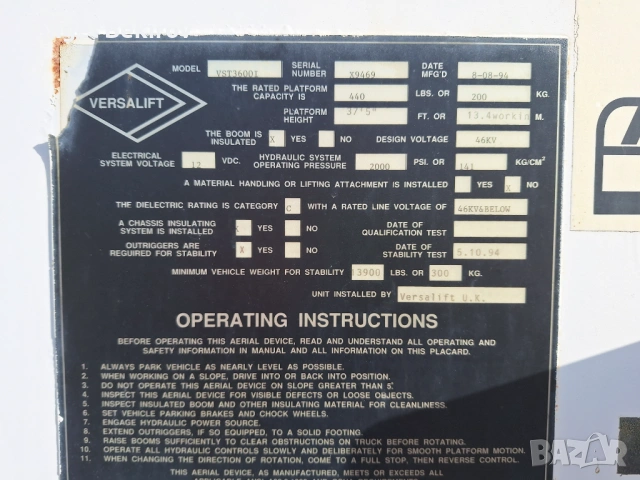 VERSALIFT
MODEL VST3600I SERIAL NUMBER X9469 DATE MFG'D 8-08-94
THE RATED PLATFORM CAPACITY IS 440 LBS. OR 200 KG.
PLATFORM HEIGHT 37'5" FT. OR 13.4workin M.
THE BOOM IS INSULATED X YES NO DESIGN VOLTAGE 46KV
ELECTRICAL SYSTEM VOLTAGE 12 VDC. HYDRAULIC SYSTEM OPERATING PRESSURE 2000 PSI. OR 141 KG/CM²
A MATERIAL HANDLING OR LIFTING ATTACHMENT IS INSTALLED YES X NO
THE DIELECTRIC RATING IS CATEGORY C WITH A RATED LINE VOLTAGE OF 46KV&BELOW
A CHASSIS INSULATING SYSTEM IS INSTALLED X YES NO DATE OF QUALIFICATION TEST
OUTRIGGERS ARE REQUIRED FOR STABILITY X YES NO DATE OF STABILITY TEST 5.10.94
MINIMUM VEHICLE WEIGHT FOR STABILITY 13900 LBS. OR 300 KG.
UNIT INSTALLED BY Versalift U.K.
OPERATING INSTRUCTIONS
BEFORE OPERATING THIS AERIAL DEVICE, READ AND UNDERSTAND ALL OPERATING AND
SAFETY INFORMATION IN MANUAL AND ALL INFORMATION ON THIS PLACARD.
1. ALWAYS PARK VEHICLE AS NEARLY LEVEL AS POSSIBLE.
2. WHEN WORKING ON A SLOPE, DRIVE INTO OR BACK INTO POSITION.
3. DO NOT OPERATE THIS AERIAL DEVICE ON SLOPE GREATER THAN 5°.
4. INSPECT THIS AERIAL DEVICE FOR VISIBLE DEFECTS OR LOOSE OBJECTS.
5. INSPECT INSULATED BOOM AND OTHER INSULATING MATERIAL FOR CLEANLINESS.
6. SET VEHICLE PARKING BRAKES AND CHOCK WHEELS.
7. ENGAGE HYDRAULIC POWER SOURCE.
8. EXTEND OUTRIGGERS, IF SO EQUIPPED, TO A SOLID FOOTING.
9. RAISE BOOMS SUFFICIENTLY TO CLEAR OBSTRUCTIONS ON TRUCK BEFORE ROTATING.
10. OPERATE ALL HYDRAULIC CONTROLS SLOWLY AND DELIBERATELY FOR SMOOTH PLATFORM MOTION.
11. WHEN CHANGING THE DIRECTION OF ROTATION, COME TO A FULL STOP, THEN REVERSE CONTROL.
THIS AERIAL DEVICE, AS MANUFACTURED, MEETS OR EXCEEDS ALL
BAZAR.bg